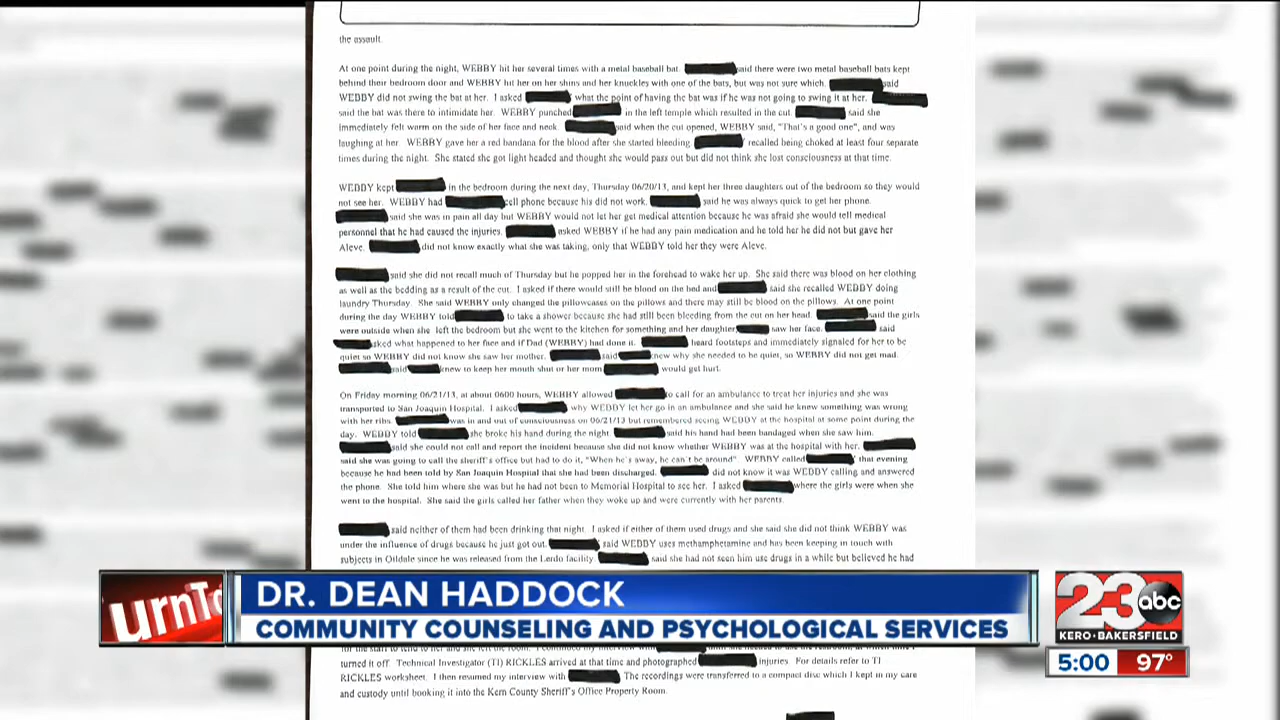 the assault.
At one point during the night, WEBBY hit her several times with a metal baseball bat. said there were two metal baseball bats kept
behind their bedroom door and WEBBY hit her on her shins and her knuckles with one of the bats, but was not sure which. said
WEBBY did not swing the bat at her. I asked what the point of having the bat was if he was not going to swing it at her.
said the bat was there to intimidate her. WEBBY punched in the left temple which resulted in the cut. said she
immediately felt warm on the side of her face and neck. said when the cut opened, WEBBY said, "That's a good one", and was
laughing at her. WEBBY gave her a red bandana for the blood after she started bleeding. recalled being choked at least four separate
times during the night. She stated she got light headed and thought she would pass out but did not think she lost consciousness at that time.
WEBBY kept in the bedroom during the next day, Thursday 06/20/13, and kept her three daughters out of the bedroom so they would
not see her. WEBBY had cell phone because his did not work. said he was always quick to get her phone.
said she was in pain all day but WEBBY would not let her get medical attention because he was afraid she would tell medical
personnel that he had caused the injuries. asked WEBBY if he had any pain medication and he told her he did not but gave her
Aleve. did not know exactly what she was taking, only that WEBBY told her they were Aleve.
said she did not recall much of Thursday but he popped her in the forehead to wake her up. She said there was blood on her clothing
as well as the bedding as a result of the cut. I asked if there would still be blood on the bed and said she recalled WEBBY doing
laundry Thursday. She said WEBBY only changed the pillowcases on the pillows and there may still be blood on the pillows. At one point
during the day WEBBY told to take a shower because she had still been bleeding from the cut on her head. said the girls
were outside when she left the bedroom but she went to the kitchen for something and her daughter, saw her face. said
asked what happened to her face and if Dad (WEBBY) had done it. heard footsteps and immediately signaled for her to be
quiet so WEBBY did not know she saw her mother. said knew why she needed to be quiet, so WEBBY did not get mad.
said knew to keep her mouth shut or her mom would get hurt.
On Friday morning 06/21/13, at about 0600 hours, WEBBY allowed to call for an ambulance to treat her injuries and she was
transported to San Joaquin Hospital. I asked why WEBBY let her go in an ambulance and she said he knew something was wrong
with her ribs. was in and out of consciousness on 06/21/13 but remembered seeing WEBBY at the hospital at some point during the
day. WEBBY told she broke his hand during the night. said his hand had been bandaged when she saw him.
said she could not call and report the incident because she did not know whether WEBBY was at the hospital with her.
said she was going to call the sheriff's office but had to do it, "When he's away, he can't be around". WEBBY called that evening
because he had been told by San Joaquin Hospital that she had been discharged. did not know it was WEBBY calling and answered
the phone. She told him where she was but he had not been to Memorial Hospital to see her. I asked where the girls were when she
went to the hospital. She said the girls called her father when they woke up and were currently with her parents.
said neither of them had been drinking that night. I asked if either of them used drugs and she said she did not think WEBBY was
under the influence of drugs because he just got out. said WEBBY uses methamphetamine and has been keeping in touch with
subjects in Oildale since he was released from the Lerdo facility. said she had not seen him use drugs in a while but believed he had
urnTo
DR. DEAN HADDOCK
COMMUNITY COUNSELING AND PSYCHOLOGICAL SERVICES
23 abc
KERO-BAKERSFIELD
5:00 97°
turned it off. Technical Investigator (TI) RICKLES arrived at that time and photographed injuries. For details refer to TI
RICKLES worksheet. I then resumed my interview with The recordings were transferred to a compact disc which I kept in my care
and custody until booking it into the Kern County Sheriff's Office Property Room.